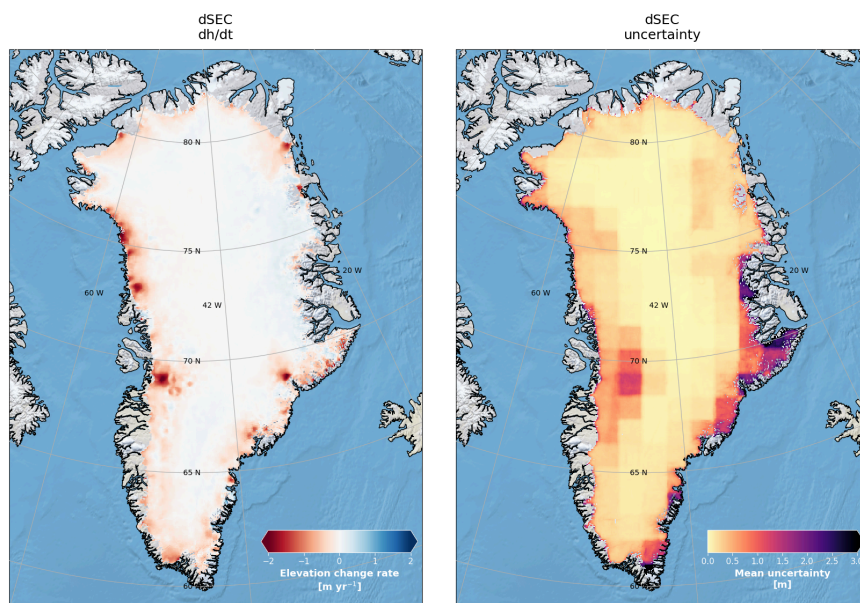 dSEC
dh/dt
80 N
75 N
20 W
60 W
42 W
70 N
65 N
60 N
−2 −1 0 1 2
Elevation change rate
[m yr⁻¹]
dSEC
uncertainty
80 N
75 N
20 W
60 W
42 W
70 N
65 N
0.0 0.5 1.0 1.5 2.0 2.5 3.0
Mean uncertainty
[m]